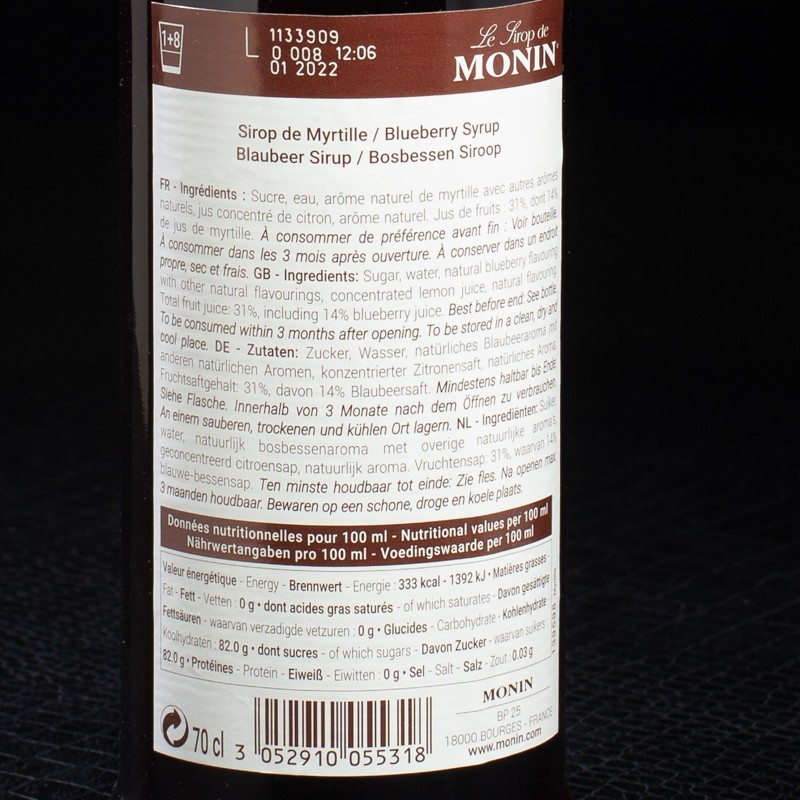 1+8
L 1133909
0 008 12:06
01 2022
Le Sirop de
MONIN
Sirop de Myrtille / Blueberry Syrup
Blaubeer Sirup / Bosbessen Siroop
FR - Ingrédients : Sucre, eau, arôme naturel de myrtille avec autres arômes
naturels, jus concentré de citron, arôme naturel. Jus de fruits : 31%, dont 14%
de jus de myrtille. À consommer de préférence avant fin : Voir bouteille.
À consommer dans les 3 mois après ouverture. À conserver dans un endroit
propre, sec et frais. GB - Ingredients: Sugar, water, natural blueberry flavouring
with other natural flavourings, concentrated lemon juice, natural flavouring.
Total fruit juice: 31%, including 14% blueberry juice. Best before end: See bottle.
To be consumed within 3 months after opening. To be stored in a clean, dry and
cool place. DE - Zutaten: Zucker, Wasser, natürliches Blaubeeraroma mit
anderen natürlichen Aromen, konzentrierter Zitronensaft, natürliches Aroma.
Fruchtsaftgehalt: 31%, davon 14% Blaubeersaft. Mindestens haltbar bis Ende:
Siehe Flasche. Innerhalb von 3 Monate nach dem Öffnen zu verbrauchen.
An einem sauberen, trockenen und kühlen Ort lagern. NL - Ingrediënten: Suiker,
water, natuurlijk bosbessenaroma met overige natuurlijke aroma's,
geconcentreerd citroensap, natuurlijk aroma. Vruchtensap: 31%, waarvan 14%
blauwe-bessensap. Ten minste houdbaar tot einde: Zie fles. Na openen max.
3 maanden houdbaar. Bewaren op een schone, droge en koele plaats.
Données nutritionnelles pour 100 ml - Nutritional values per 100 ml
Nährwertangaben pro 100 ml - Voedingswaarde per 100 ml
Valeur énergétique - Energy - Brennwert - Energie : 333 kcal - 1392 kJ • Matières grasses -
Fat - Fett - Vetten : 0 g • dont acides gras saturés - of which saturates - Davon gesättigte
Fettsäuren - waarvan verzadigde vetzuren : 0 g • Glucides - Carbohydrate - Kohlenhydrate -
Koolhydraten : 82.0 g • dont sucres - of which sugars - Davon Zucker - waarvan suikers :
82.0 g • Protéines - Protein - Eiweiß - Eiwitten : 0 g • Sel - Salt - Salz - Zout : 0.03 g
70 cl
3 052910 055318
MONIN
BP 25
18000 BOURGES - FRANCE
www.monin.com